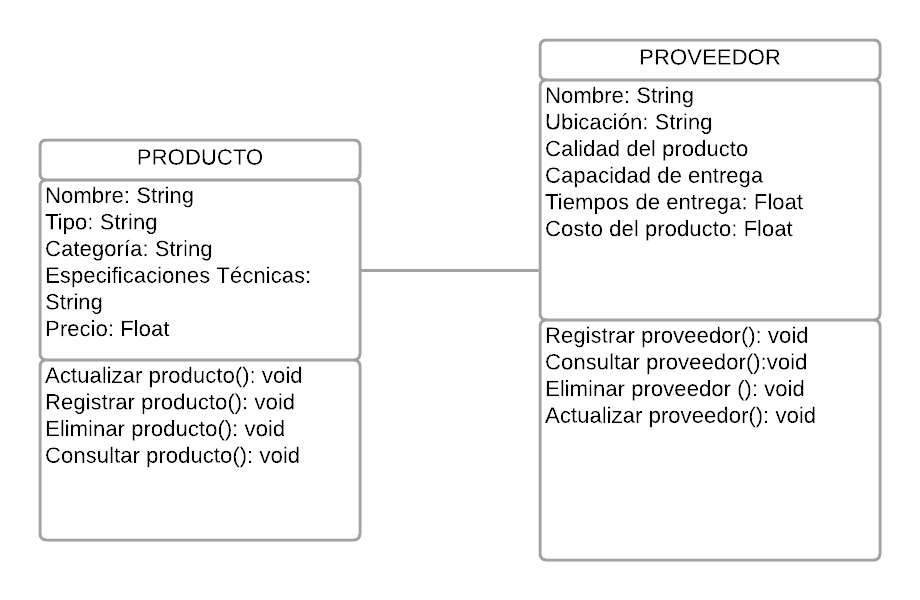 PRODUCTO
Nombre: String
Tipo: String
Categoría: String
Especificaciones Técnicas:
String
Precio: Float
Actualizar producto(): void
Registrar producto(): void
Eliminar producto(): void
Consultar producto(): void
PROVEEDOR
Nombre: String
Ubicación: String
Calidad del producto
Capacidad de entrega
Tiempos de entrega: Float
Costo del producto: Float
Registrar proveedor(): void
Consultar proveedor():void
Eliminar proveedor (): void
Actualizar proveedor(): void